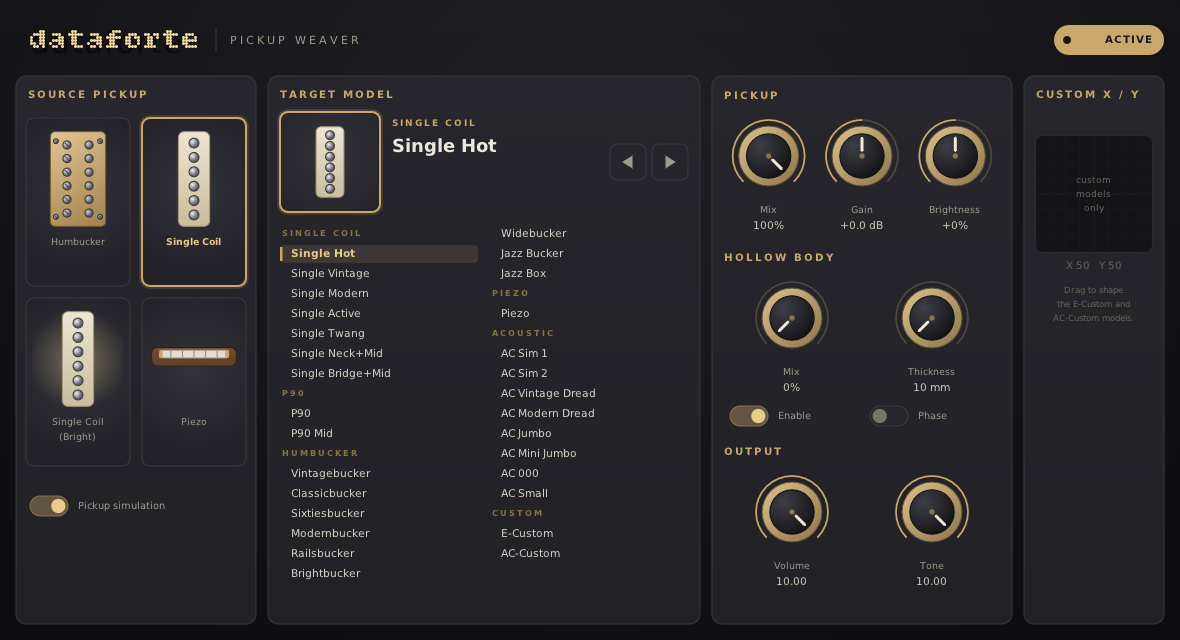 dataforte
PICKUP WEAVER
ACTIVE
SOURCE PICKUP
Humbucker
Single Coil
Single Coil
(Bright)
Piezo
Pickup simulation
TARGET MODEL
SINGLE COIL
Single Hot
SINGLE COIL
Single Hot
Single Vintage
Single Modern
Single Active
Single Twang
Single Neck+Mid
Single Bridge+Mid
P90
P90
P90 Mid
HUMBUCKER
Vintagebucker
Classicbucker
Sixtiesbucker
Modernbucker
Railsbucker
Brightbucker
Widebucker
Jazz Bucker
Jazz Box
PIEZO
Piezo
ACOUSTIC
AC Sim 1
AC Sim 2
AC Vintage Dread
AC Modern Dread
AC Jumbo
AC Mini Jumbo
AC 000
AC Small
CUSTOM
E-Custom
AC-Custom
PICKUP
Mix
100%
Gain
+0.0 dB
Brightness
+0%
HOLLOW BODY
Mix
0%
Thickness
10 mm
Enable
Phase
OUTPUT
Volume
10.00
Tone
10.00
CUSTOM X / Y
custom
models
only
X 50 Y 50
Drag to shape
the E-Custom and
AC-Custom models.